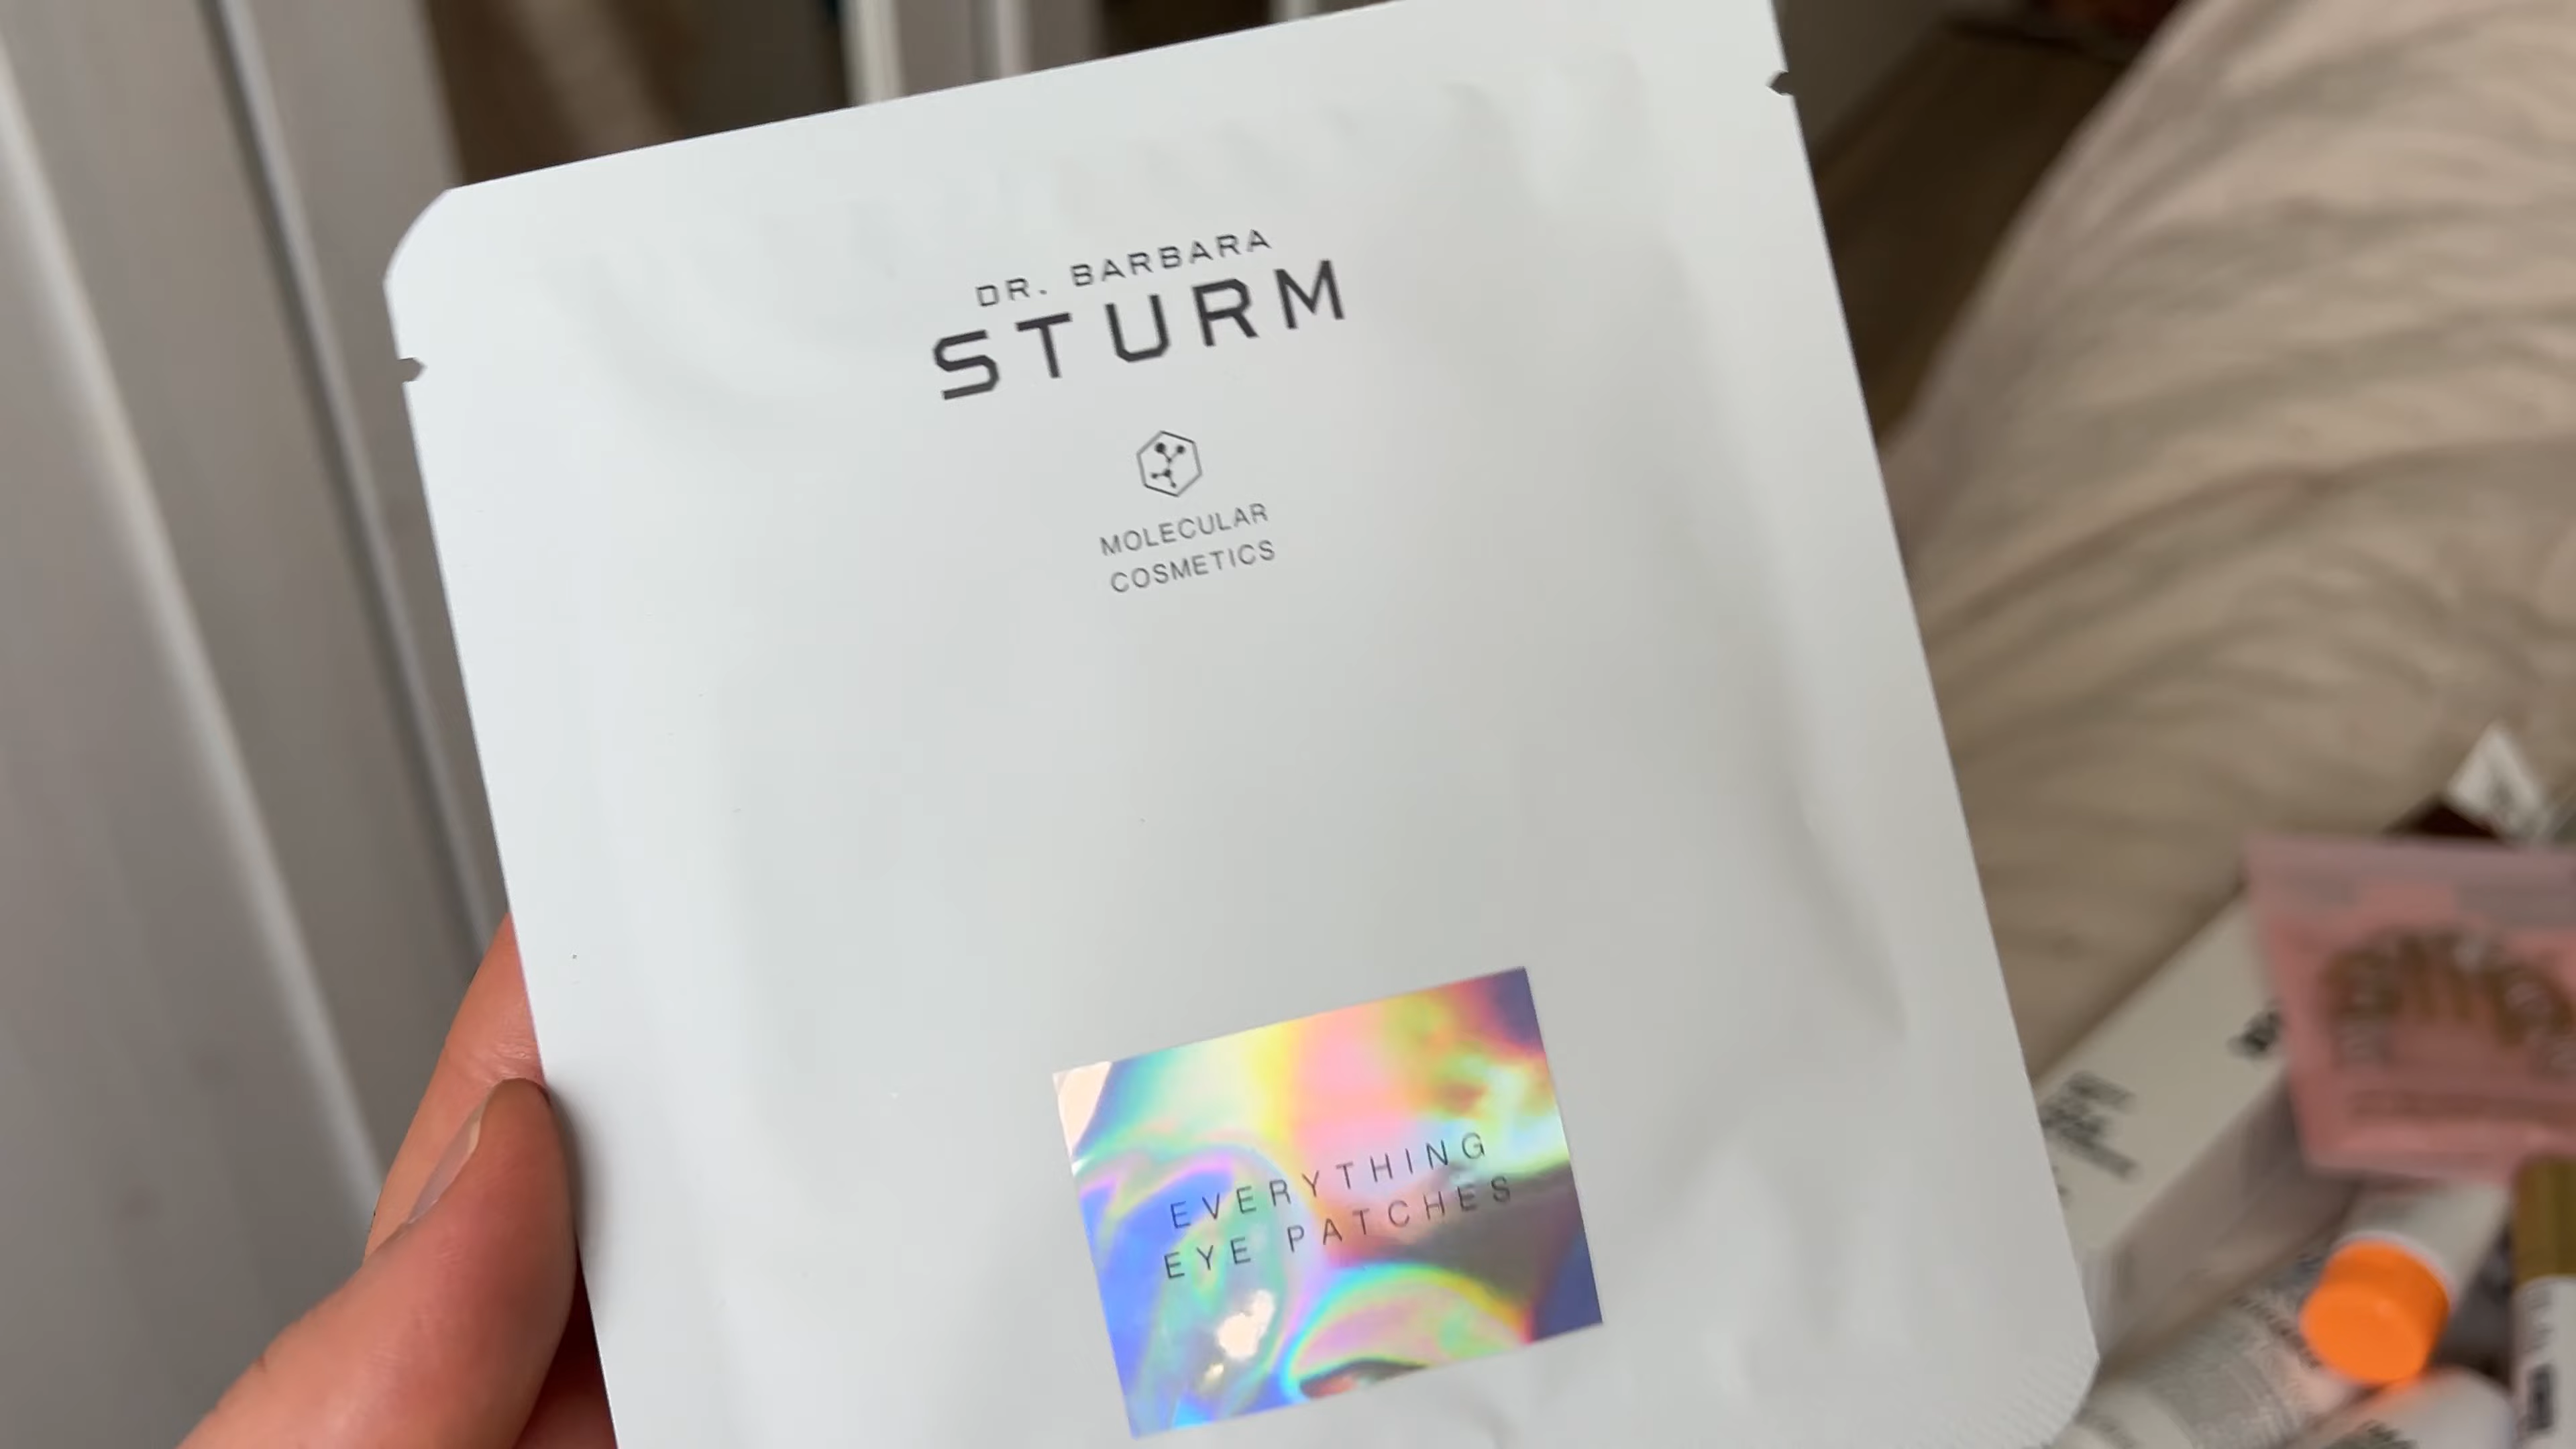 DR. BARBARA
STURM
MOLECULAR
COSMETICS
EVERYTHING
EYE PATCHES